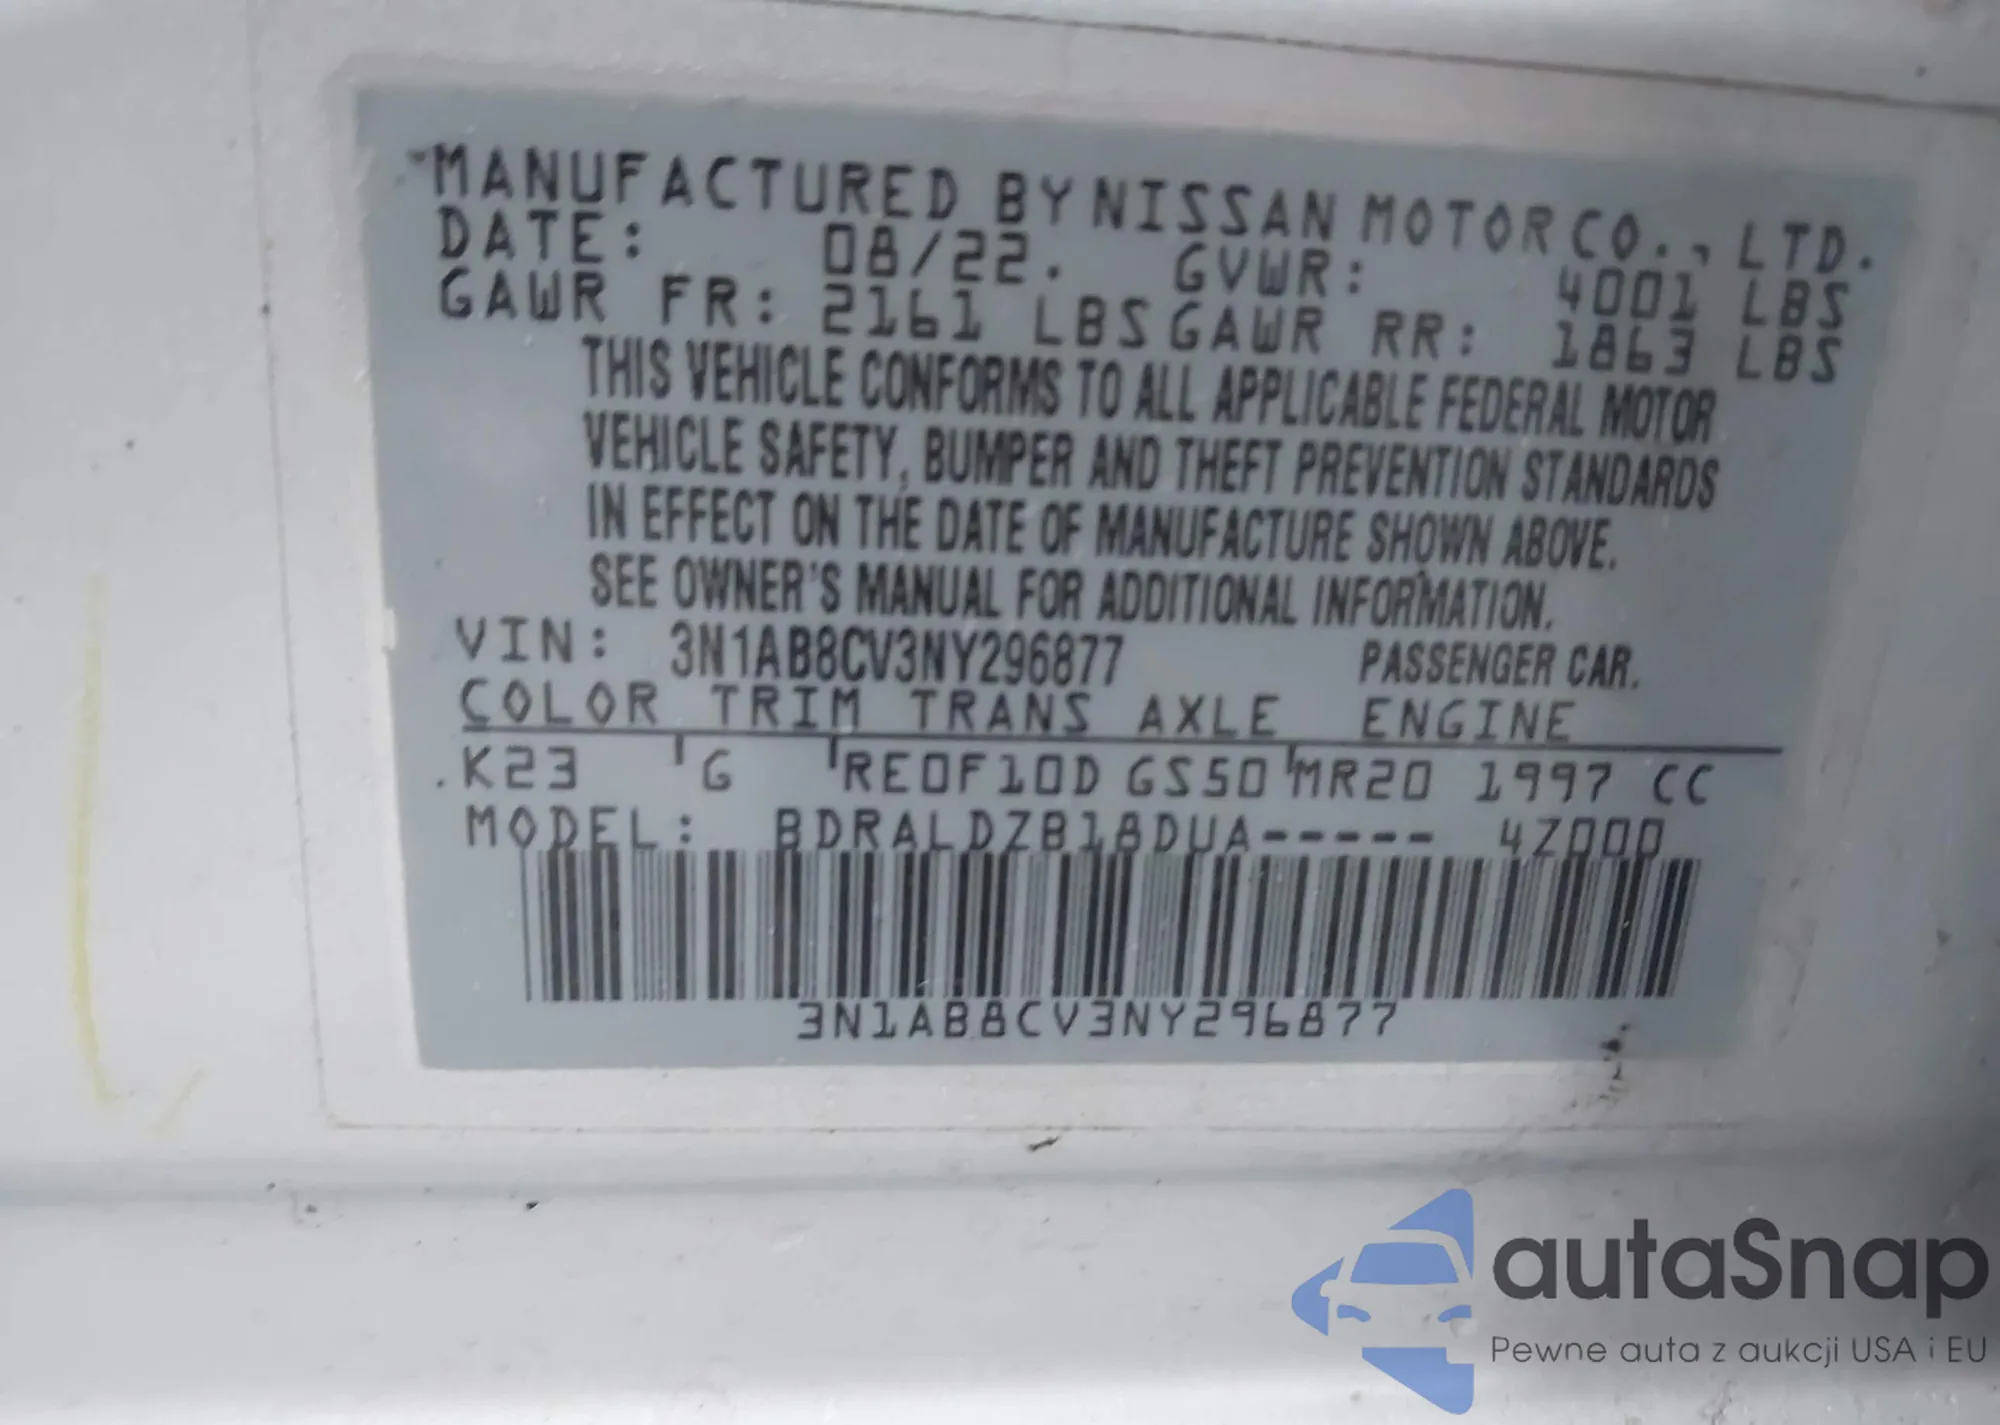 MANUFACTURED BY NISSAN MOTOR CO., LTD.
DATE: 08/22. GVWR: 4001 LBS
GAWR FR: 2161 LBS GAWR RR: 1863 LBS
THIS VEHICLE CONFORMS TO ALL APPLICABLE FEDERAL MOTOR
VEHICLE SAFETY, BUMPER AND THEFT PREVENTION STANDARDS
IN EFFECT ON THE DATE OF MANUFACTURE SHOWN ABOVE.
SEE OWNER'S MANUAL FOR ADDITIONAL INFORMATION.
VIN: 3N1AB8CV3NY296877 PASSENGER CAR.
COLOR TRIM TRANS AXLE ENGINE
K23 G RE0F10D GS50 MR20 1997 CC
MODEL: BDRALDZB18DUA----- 4Z000
3N1AB8CV3NY296877
autaSnap
Pewne auta z aukcji USA i EU